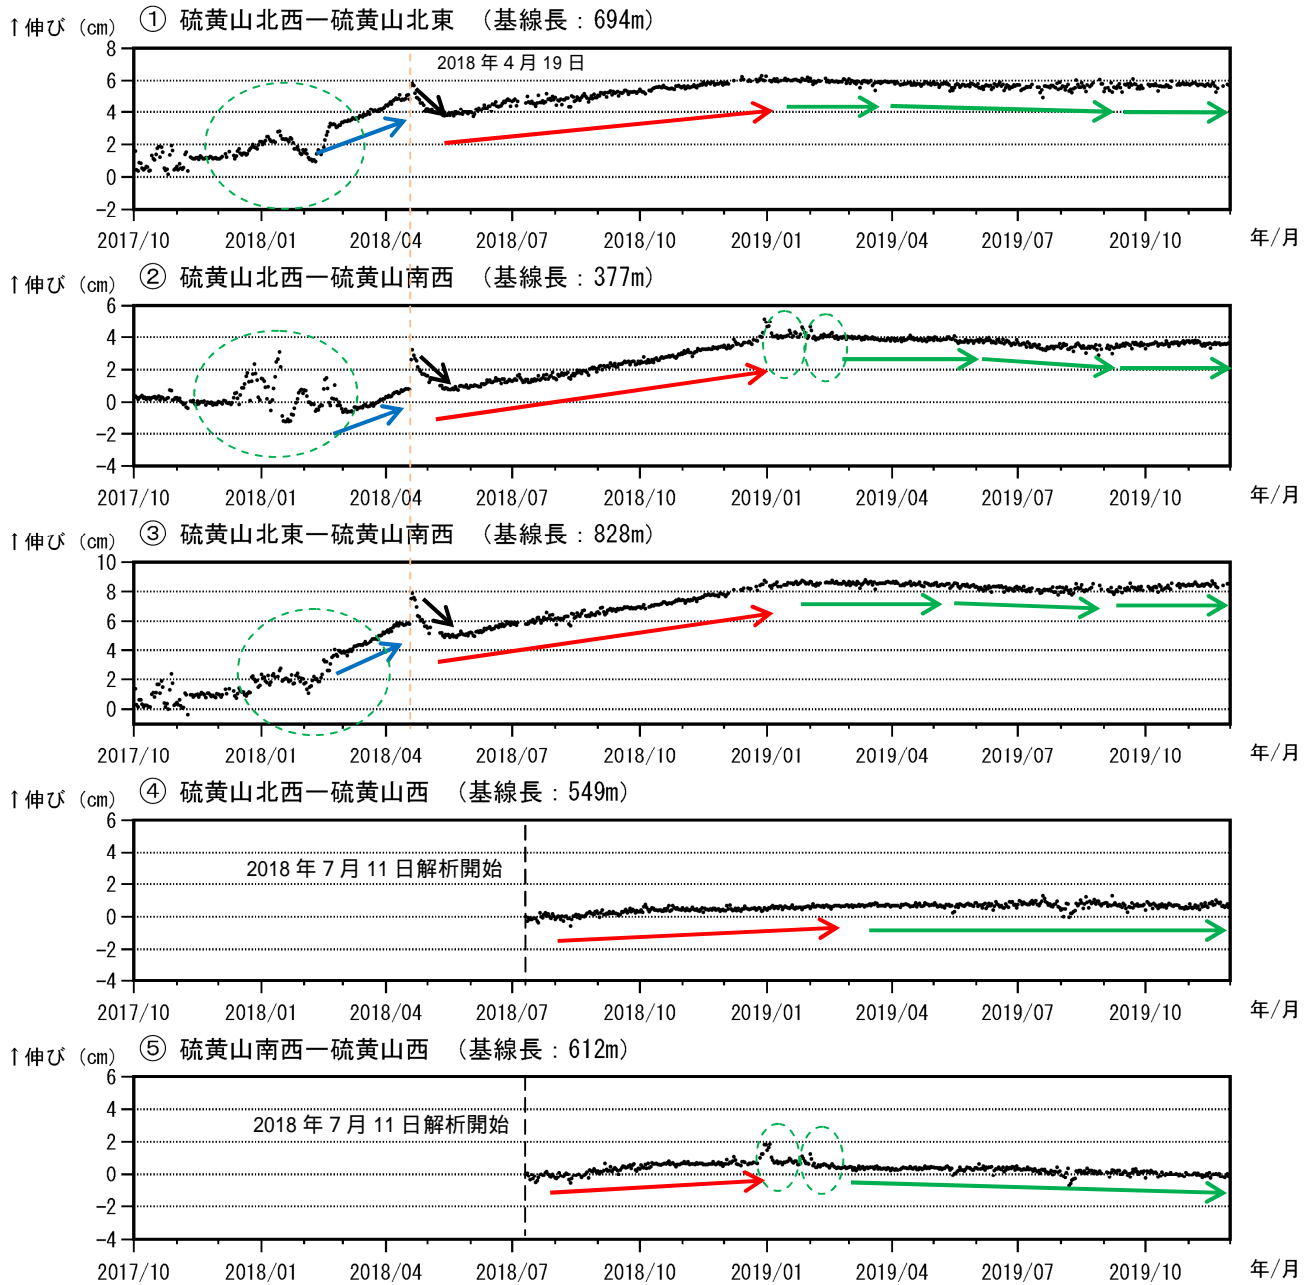 ↑伸び (cm) ① 硫黄山北西ー硫黄山北東 (基線長：694m)
8
2018 年 4 月 19 日
6
4
2
0
-2
2017/10 2018/01 2018/04 2018/07 2018/10 2019/01 2019/04 2019/07 2019/10 年/月
↑伸び (cm) ② 硫黄山北西ー硫黄山南西 (基線長：377m)
6
4
2
0
-2
-4
2017/10 2018/01 2018/04 2018/07 2018/10 2019/01 2019/04 2019/07 2019/10 年/月
↑伸び (cm) ③ 硫黄山北東ー硫黄山南西 (基線長：828m)
10
8
6
4
2
0
2017/10 2018/01 2018/04 2018/07 2018/10 2019/01 2019/04 2019/07 2019/10 年/月
↑伸び (cm) ④ 硫黄山北西ー硫黄山西 (基線長：549m)
6
4
2018 年 7 月 11 日解析開始
2
0
-2
-4
2017/10 2018/01 2018/04 2018/07 2018/10 2019/01 2019/04 2019/07 2019/10 年/月
↑伸び (cm) ⑤ 硫黄山南西ー硫黄山西 (基線長：612m)
6
4
2018 年 7 月 11 日解析開始
2
0
-2
-4
2017/10 2018/01 2018/04 2018/07 2018/10 2019/01 2019/04 2019/07 2019/10 年/月